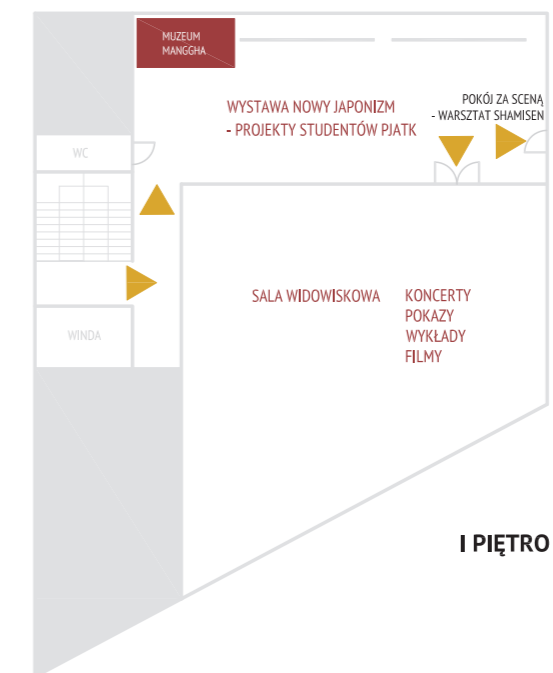 MUZEUM
MANGGHA
POKÓJ ZA SCENĄ
- WARSZTAT SHAMISEN
WYSTAWA NOWY JAPONIZM
- PROJEKTY STUDENTÓW PJATK
WC
SALA WIDOWISKOWA
KONCERTY
POKAZY
WYKŁADY
FILMY
WINDA
I PIĘTRO